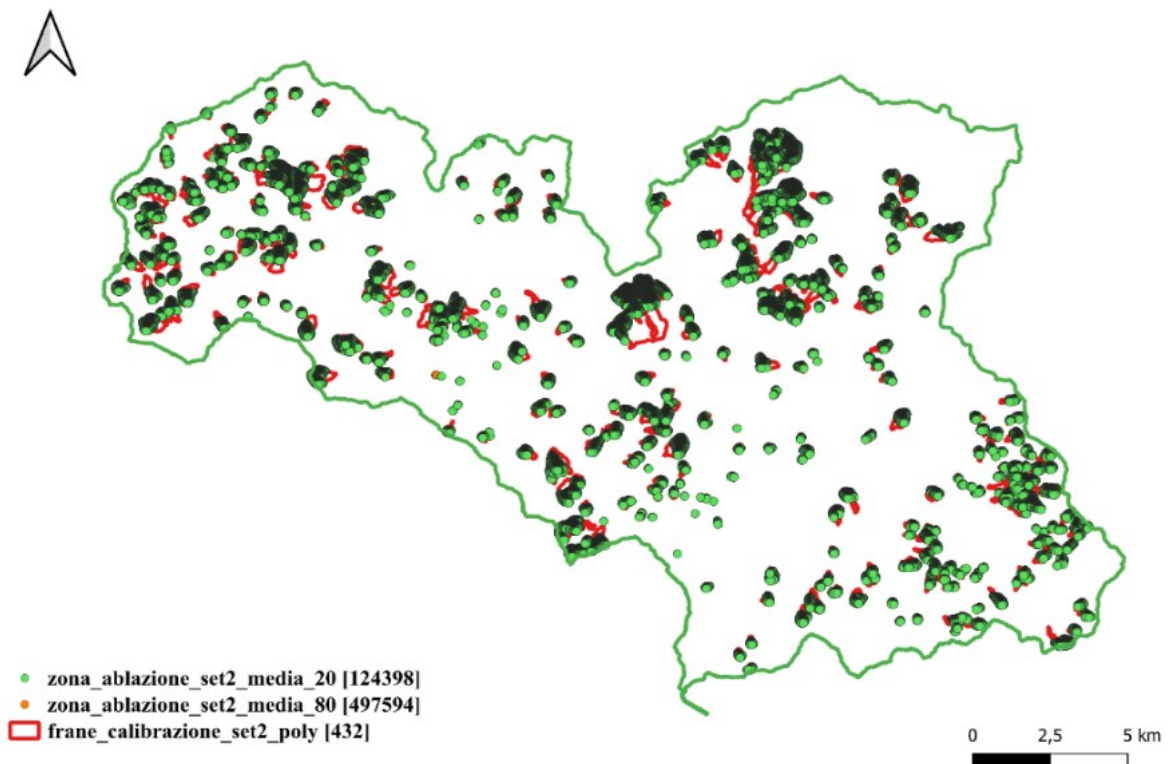 zona_ablazione_set2_media_20 [124398]
zona_ablazione_set2_media_80 [497594]
frane_calibrazione_set2_poly [432]
0 2,5 5 km